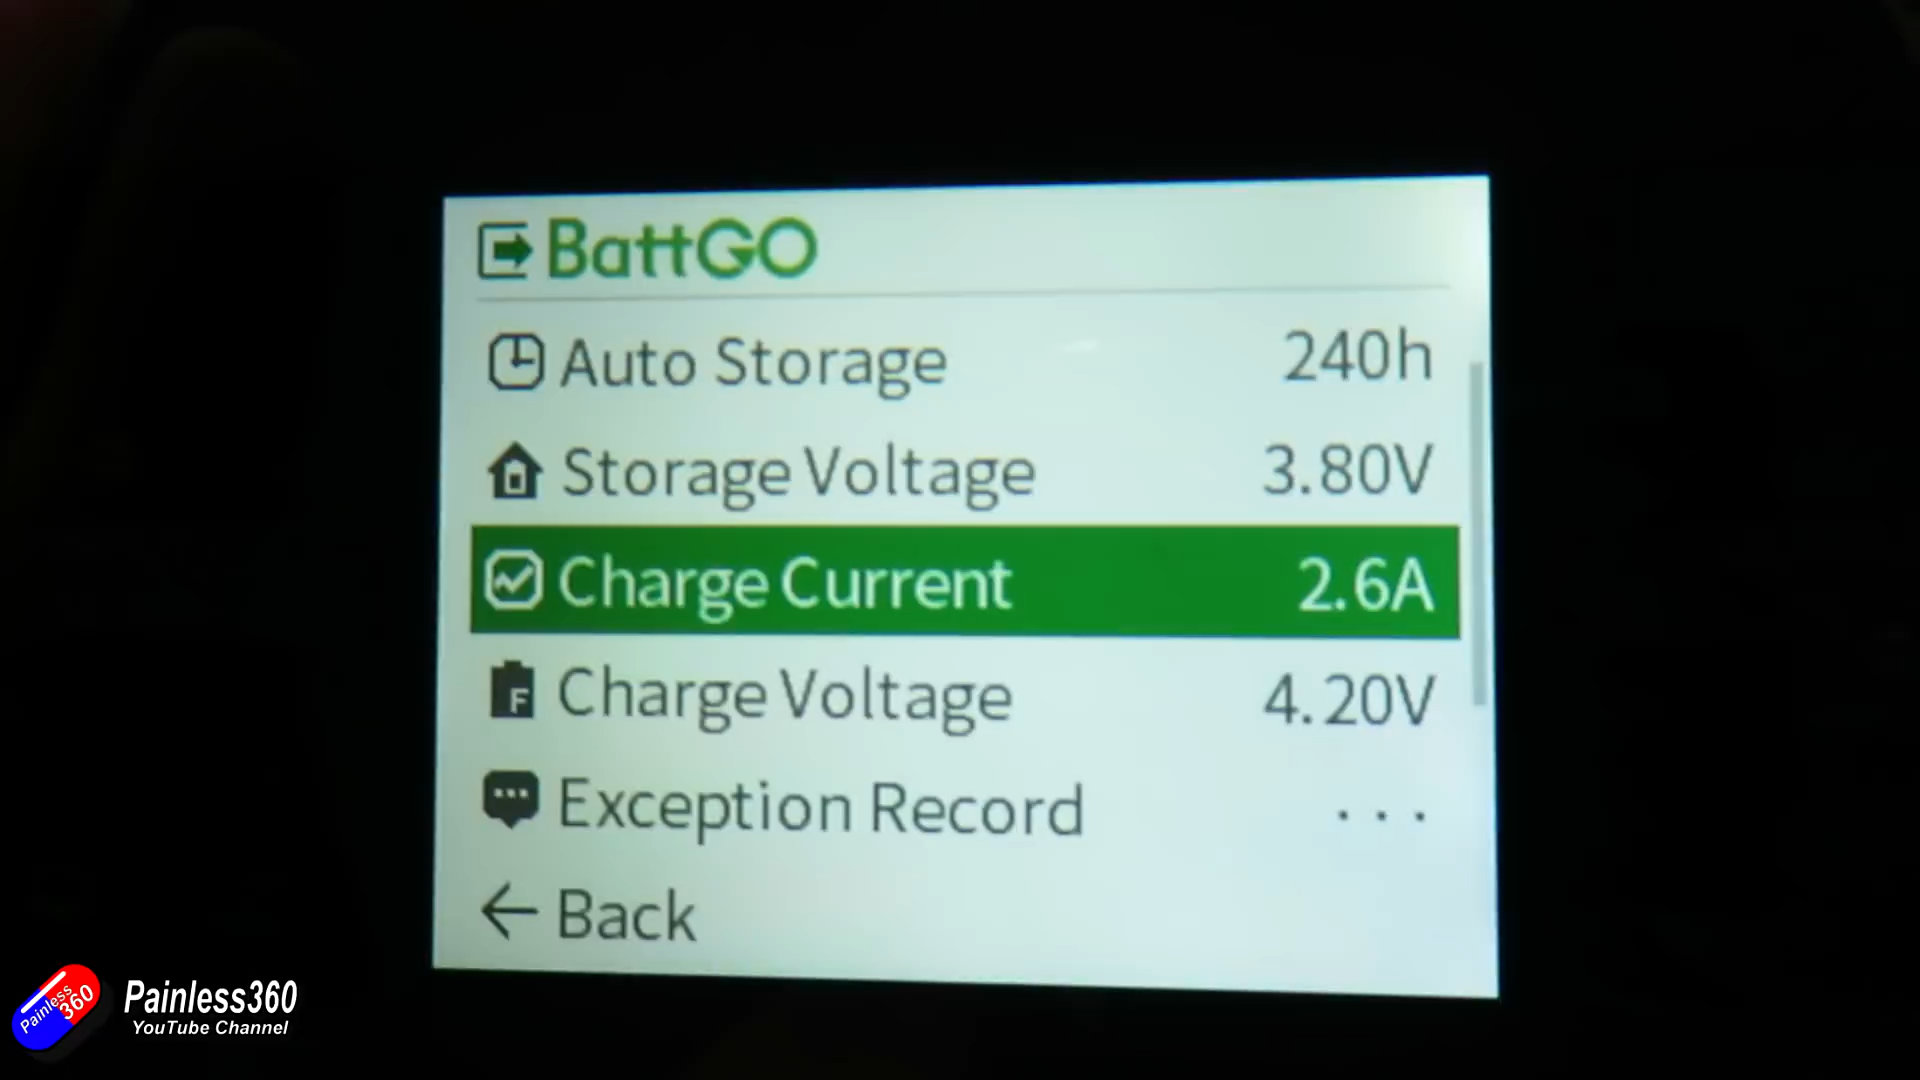 BattGO
Auto Storage 240h
Storage Voltage 3.80V
Charge Current 2.6A
F
Charge Voltage 4.20V
Exception Record ...
Back
Painless
360
Painless360
YouTube Channel